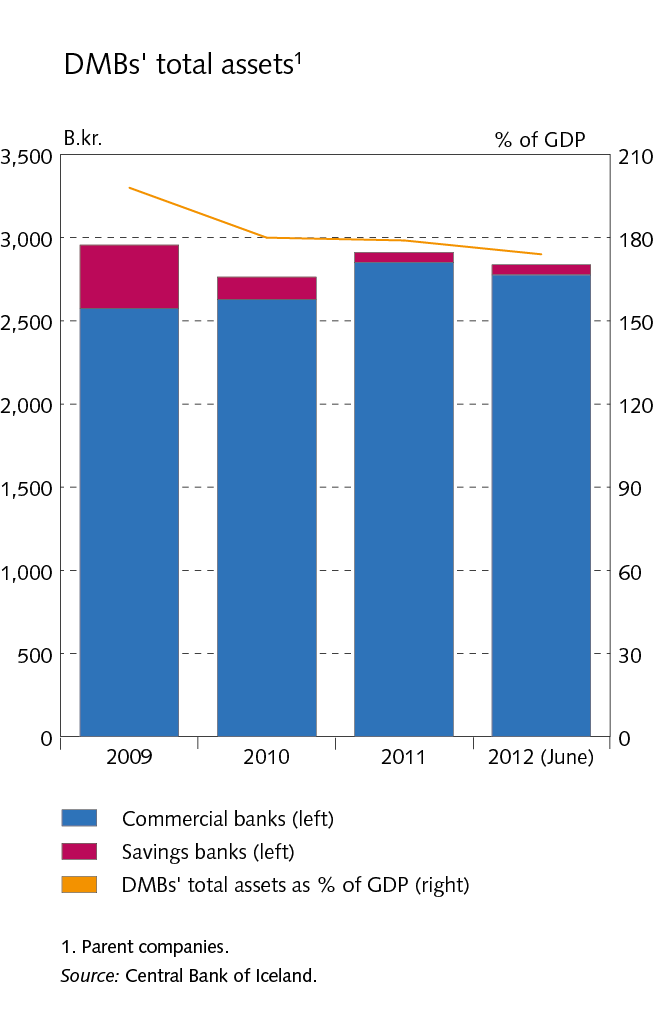 DMBs' total assets¹
B.kr.
% of GDP
3,500 210
3,000 180
2,500 150
2,000 120
1,500 90
1,000 60
500 30
0 0
2009 2010 2011 2012 (June)
Commercial banks (left)
Savings banks (left)
DMBs' total assets as % of GDP (right)
1. Parent companies.
Source: Central Bank of Iceland.